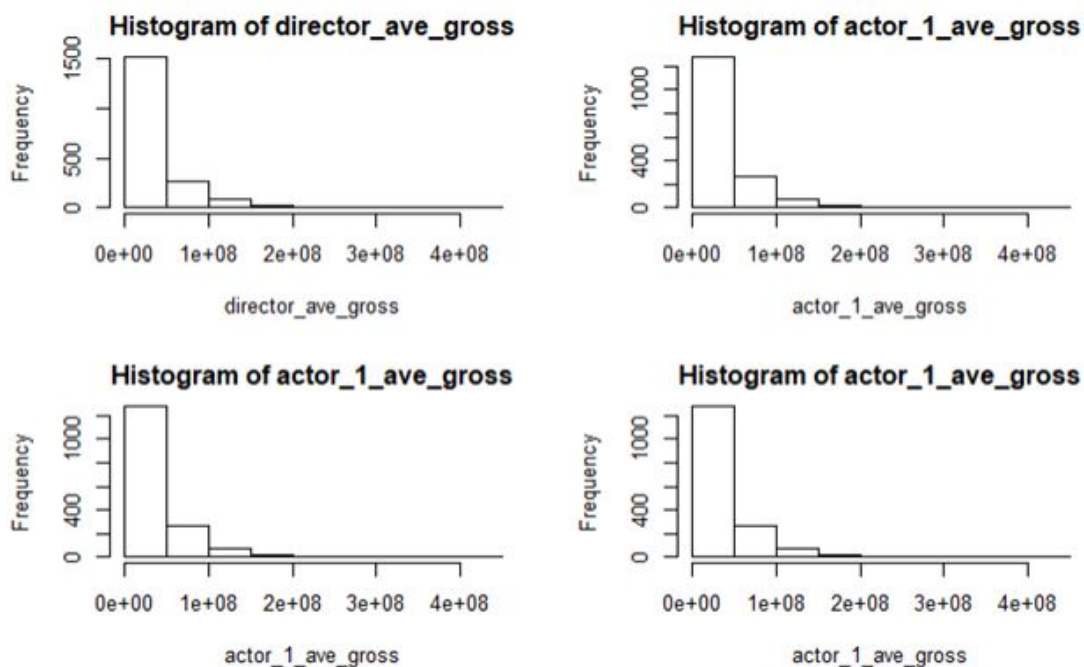 Histogram of director_ave_gross
Histogram of actor_1_ave_gross
Frequency
0 500 1500
0e+00 1e+08 2e+08 3e+08 4e+08
director_ave_gross
Frequency
0 400 1000
0e+00 1e+08 2e+08 3e+08 4e+08
actor_1_ave_gross
Histogram of actor_1_ave_gross
Histogram of actor_1_ave_gross
Frequency
0 400 1000
0e+00 1e+08 2e+08 3e+08 4e+08
actor_1_ave_gross
Frequency
0 400 1000
0e+00 1e+08 2e+08 3e+08 4e+08
actor_1_ave_gross